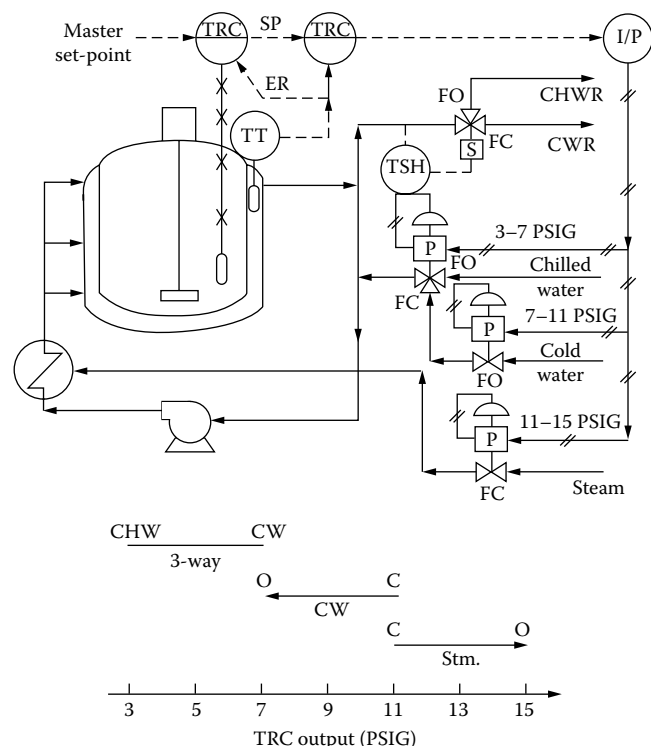 Master
set-point
TRC
SP
TRC
I/P
ER
TT
FO
CHWR
FC
S
CWR
TSH
P
3–7 PSIG
FO
Chilled
water
FC
7–11 PSIG
P
Cold
water
FO
11–15 PSIG
P
FC
Steam
CHW
CW
3-way
O
C
CW
C
O
Stm.
3 5 7 9 11 13 15
TRC output (PSIG)